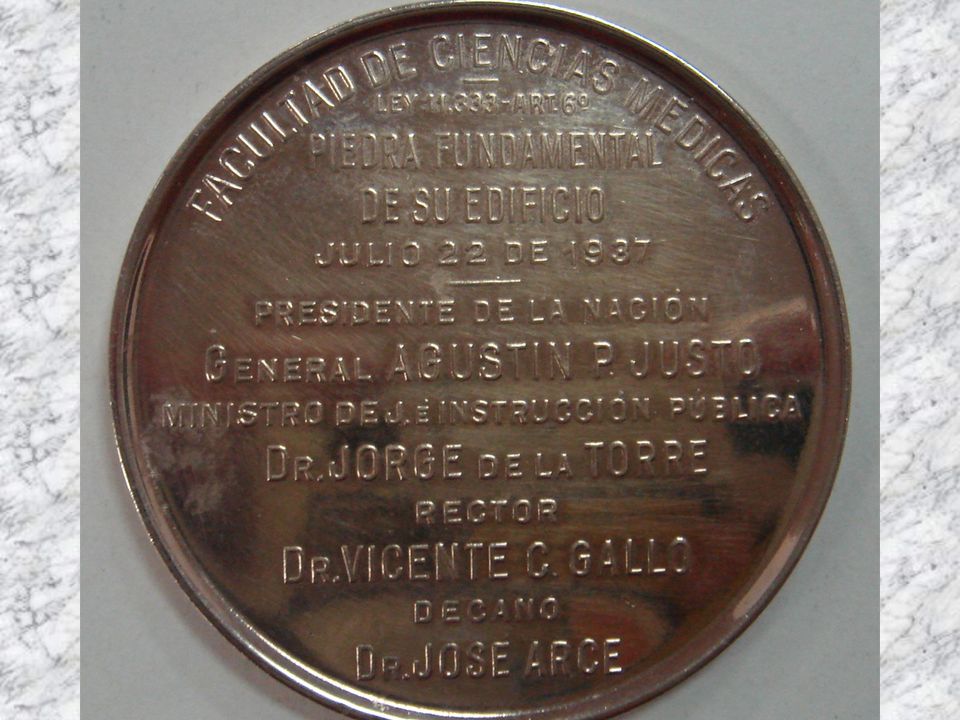 FACULTAD DE CIENCIAS MEDICAS
LEY 11.333-ART. 6º
PIEDRA FUNDAMENTAL
DE SU EDIFICIO
JULIO 22 DE 1937
PRESIDENTE DE LA NACIÓN
GENERAL AGUSTIN P. JUSTO
MINISTRO DE J. É INSTRUCCIÓN PÚBLICA
DR. JORGE DE LA TORRE
RECTOR
DR. VICENTE C. GALLO
DECANO
DR. JOSE ARCE